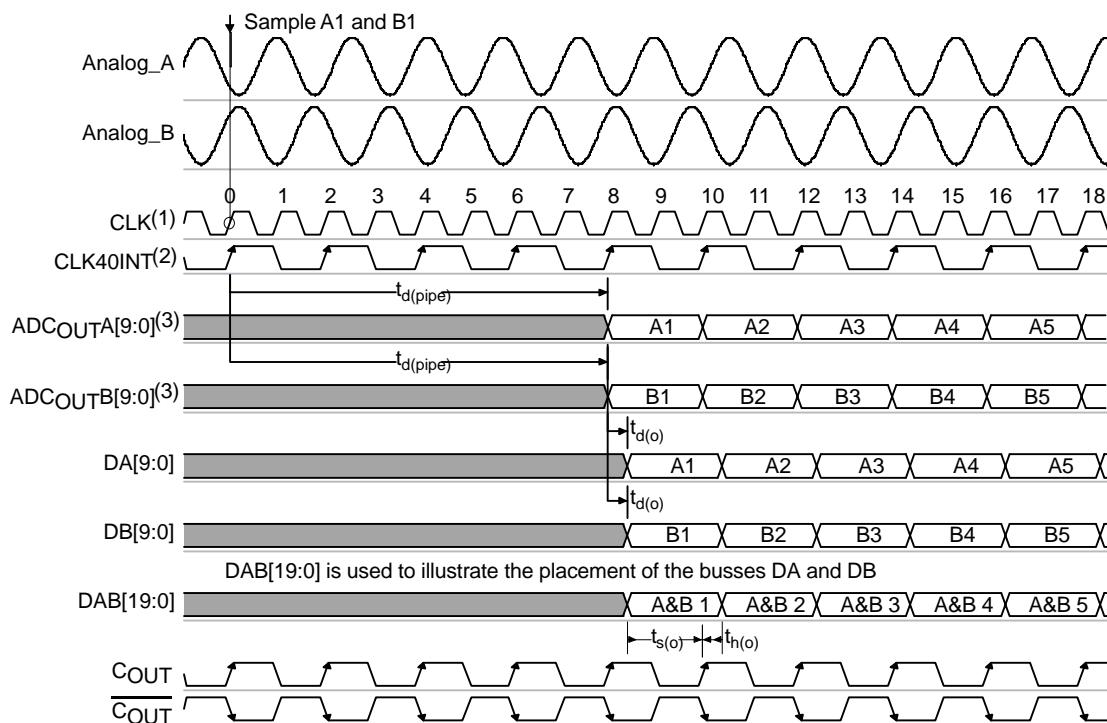 Sample A1 and B1
Analog_A
Analog_B
0 1 2 3 4 5 6 7 8 9 10 11 12 13 14 15 16 17 18
CLK(1)
CLK40INT(2)
td(pipe)
ADCOUTA[9:0](3) A1 A2 A3 A4 A5
td(pipe)
ADCOUTB[9:0](3) B1 B2 B3 B4 B5
td(o)
DA[9:0] A1 A2 A3 A4 A5
td(o)
DB[9:0] B1 B2 B3 B4 B5
DAB[19:0] is used to illustrate the placement of the busses DA and DB
DAB[19:0] A&B 1 A&B 2 A&B 3 A&B 4 A&B 5
ts(o) th(o)
COUT
COUT